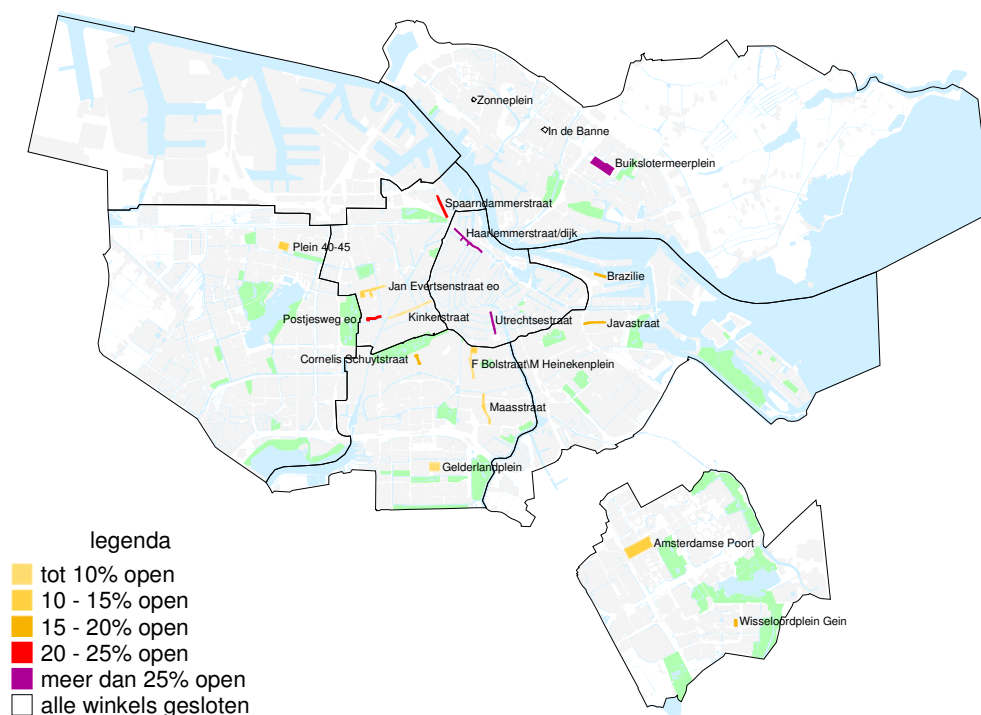 Zonneplein
In de Banne
Buikslotermeerplein
Spaarndammerstraat
Haarlemmerstraat/dijk
Plein 40-45
Brazilie
Jan Evertsenstraat eo
Postjesweg eo
Kinkerstraat
Utrechtsestraat
Javastraat
Cornelis Schuytstraat
F Bolstraat\M Heinekenplein
Maasstraat
Gelderlandplein
Amsterdamse Poort
Wisseloordplein Gein
legenda
tot 10% open
10 - 15% open
15 - 20% open
20 - 25% open
meer dan 25% open
alle winkels gesloten